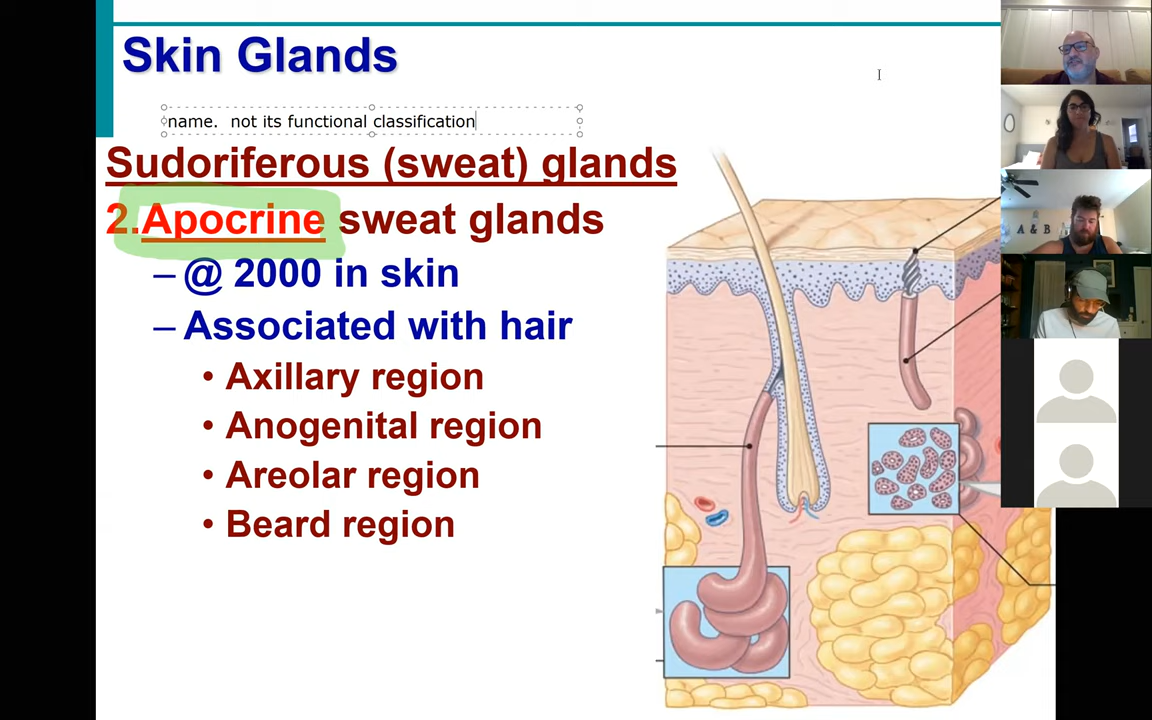 Skin Glands
name.  not its functional classification
Sudoriferous (sweat) glands
2.Apocrine sweat glands
– @ 2000 in skin
– Associated with hair
• Axillary region
• Anogenital region
• Areolar region
• Beard region
A & B